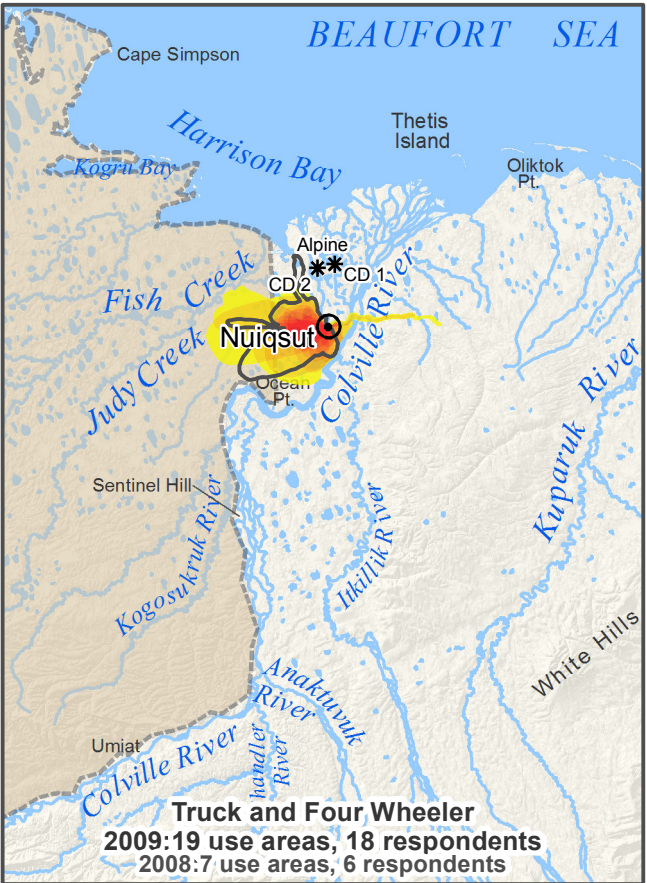 BEAUFORT SEA
Cape Simpson
Harrison Bay
Thetis
Island
Kogru Bay
Oliktok
Pt.
Alpine
CD 1
CD 2
Fish Creek
Nuiqsut
Colville River
Judy Creek
Ocean
Pt.
Kuparuk River
Sentinel Hill
Kogosukruk River
Itkillik River
White Hills
Anaktuvuk
River
Umiat
Colville River
handler
River
Truck and Four Wheeler
2009:19 use areas, 18 respondents
2008:7 use areas, 6 respondents